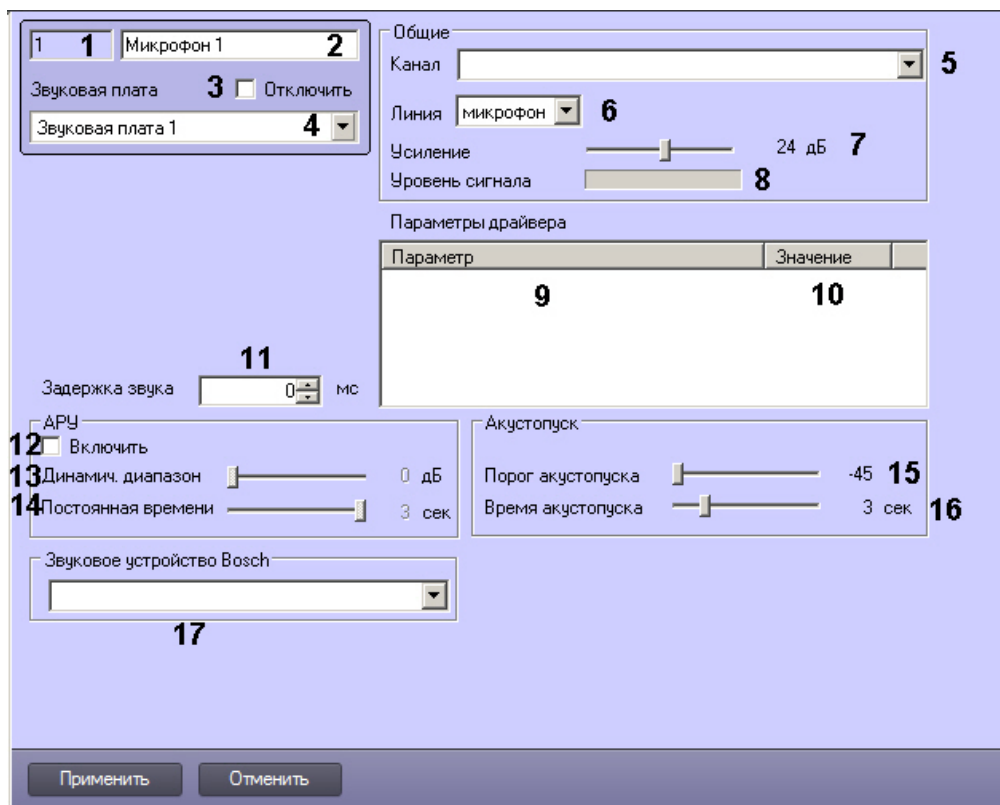 1 1 Микрофон 1 2
Звуковая плата 3 Отключить
Звуковая плата 1 4
Общие
Канал 5
Линия микрофон 6
Усиление 24 дБ 7
Уровень сигнала 8
Параметры драйвера
Параметр Значение
9 10
11
Задержка звука 0 мс
АРУ
12 Включить
13 Динамич. диапазон 0 дБ
14 Постоянная времени 3 сек
Акустопуск
Порог акустопуска -45 15
Время акустопуска 3 сек 16
Звуковое устройство Bosch
17
Применить Отменить